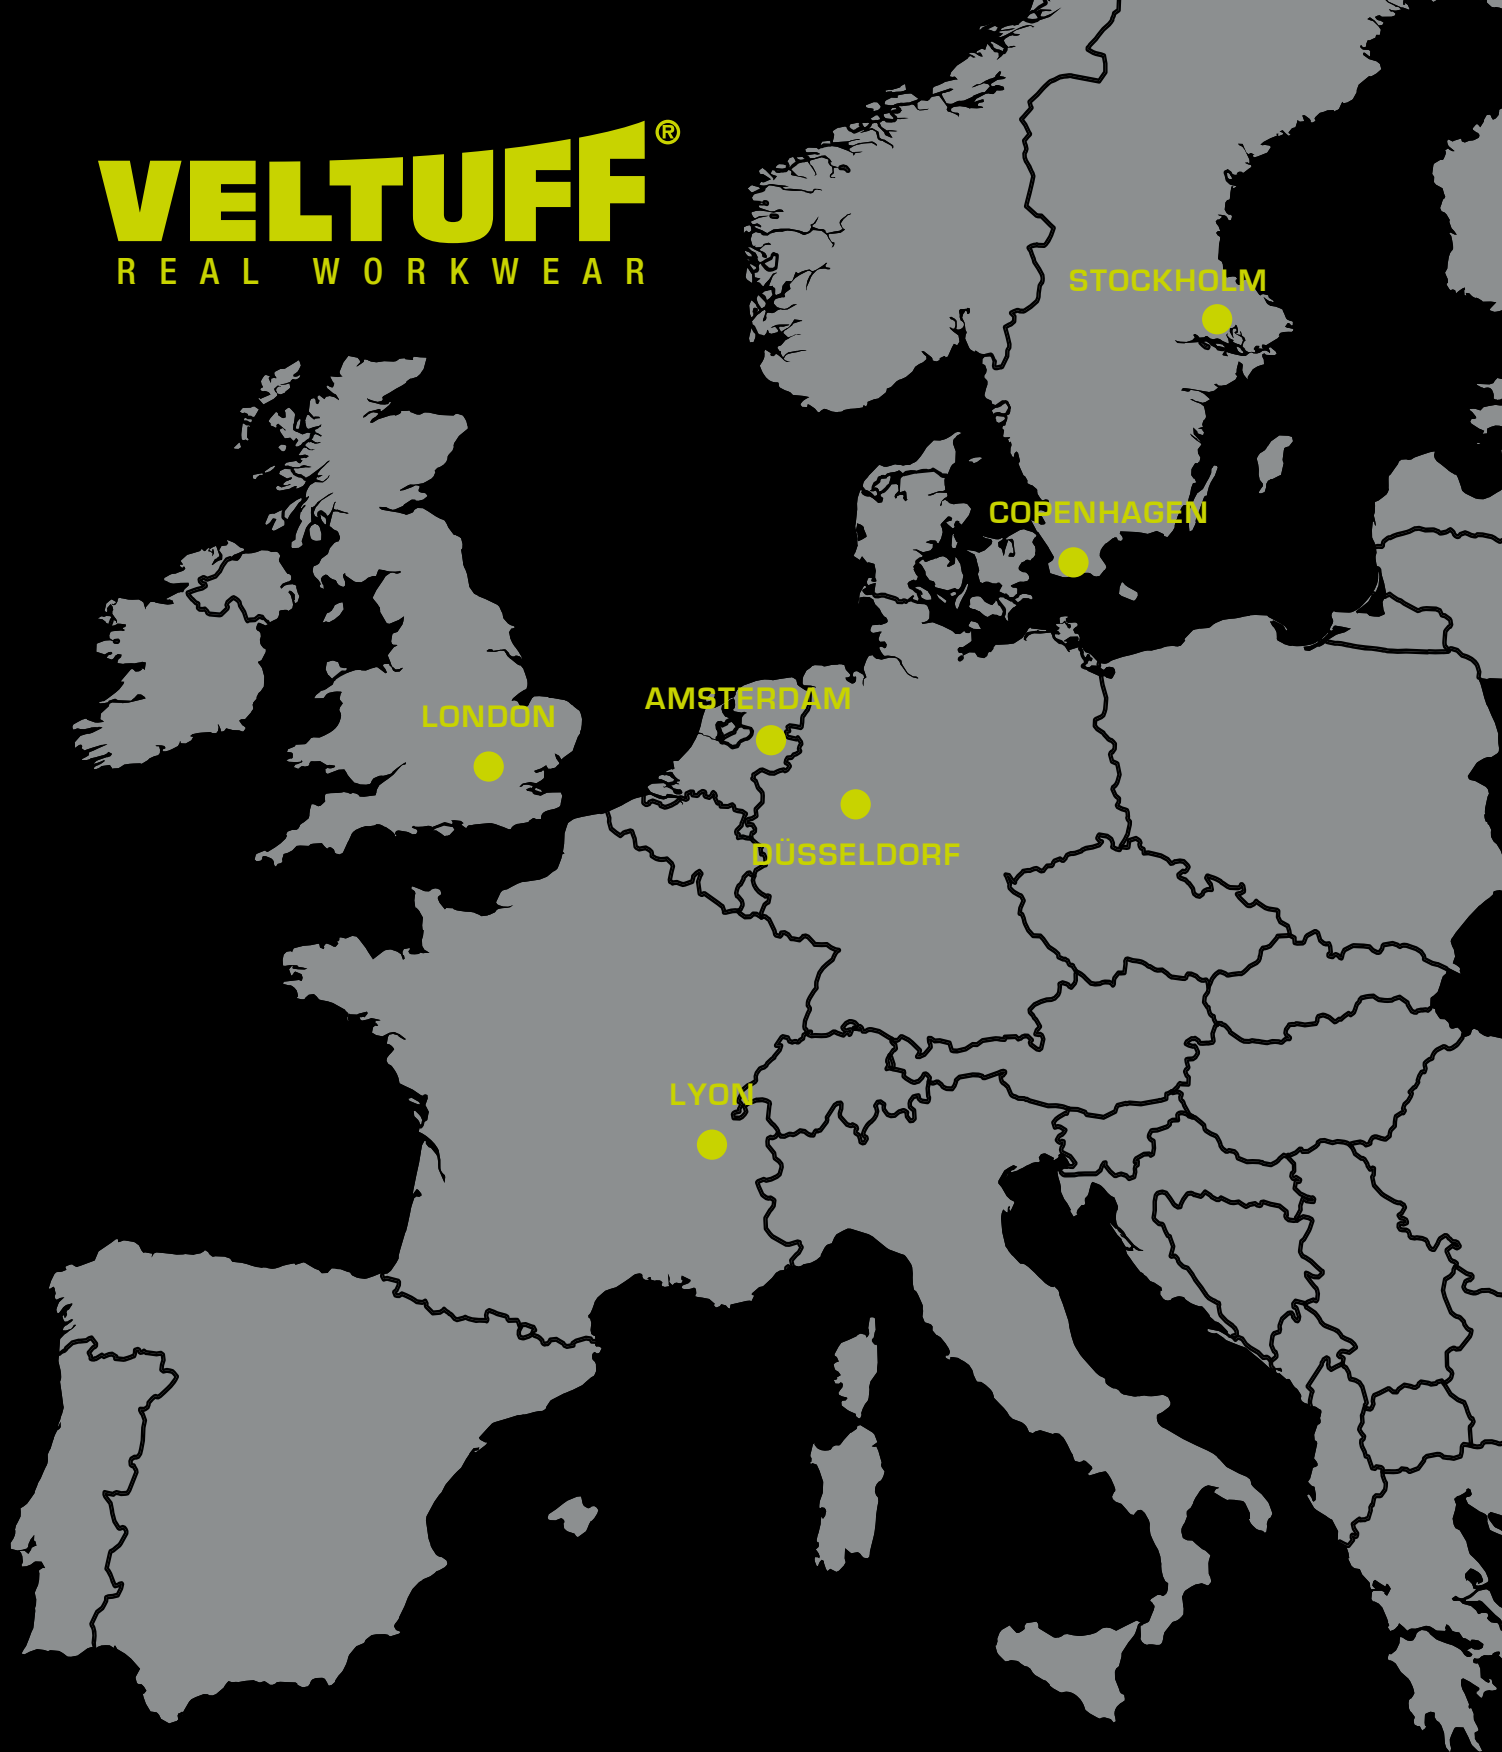 VELTUFF®
REAL WORKWEAR
STOCKHOLM
COPENHAGEN
AMSTERDAM
LONDON
DÜSSELDORF
LYON